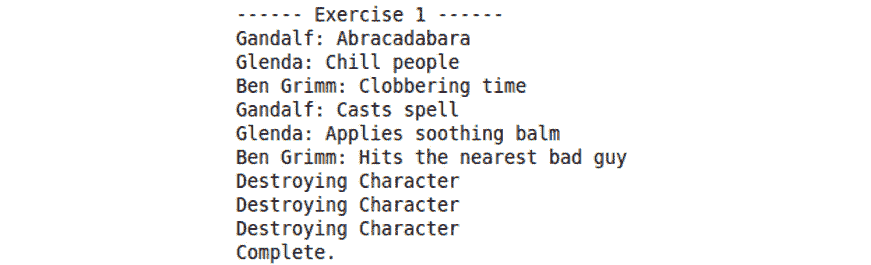 ------ Exercise 1 ------
Gandalf: Abracadabara
Glenda: Chill people
Ben Grimm: Clobbering time
Gandalf: Casts spell
Glenda: Applies soothing balm
Ben Grimm: Hits the nearest bad guy
Destroying Character
Destroying Character
Destroying Character
Complete.